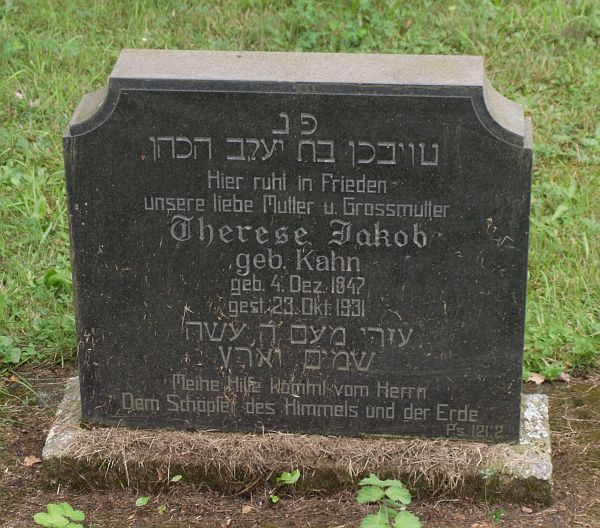 פ נ
טויבכן בת יעקב הכהן
Hier ruht in Frieden
unsere liebe Mutter u. Grossmutter
Therese Jakob
geb. Kahn
geb. 4. Dez. 1847
gest. 23. Okt. 1931
עזרי מעם ד עשה
שמים וארץ
Meine Hilfe kommt vom Herrn
Dem Schöpfer des Himmels und der Erde
Ps. 121.2